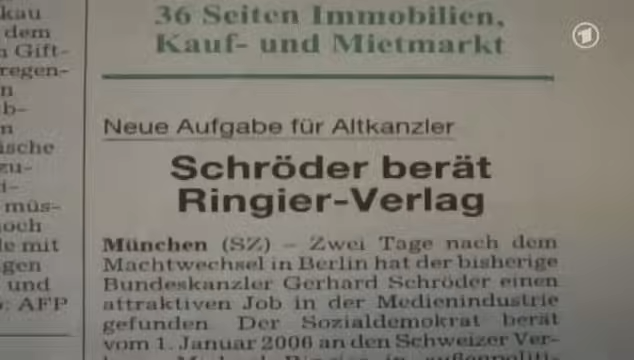 kau
dem
n Gift-
regen-
n
b-
n
ische
zu-
i-
müs-
noch
le mit
gen
und
: AFP
36 Seiten Immobilien,
Kauf- und Mietmarkt
Neue Aufgabe für Altkanzler
Schröder berät
Ringier-Verlag
München (SZ) – Zwei Tage nach dem
Machtwechsel in Berlin hat der bisherige
Bundeskanzler Gerhard Schröder einen
attraktiven Job in der Medienindustrie
gefunden. Der Sozialdemokrat berät
vom 1. Januar 2006 an den Schweizer Ver-
1